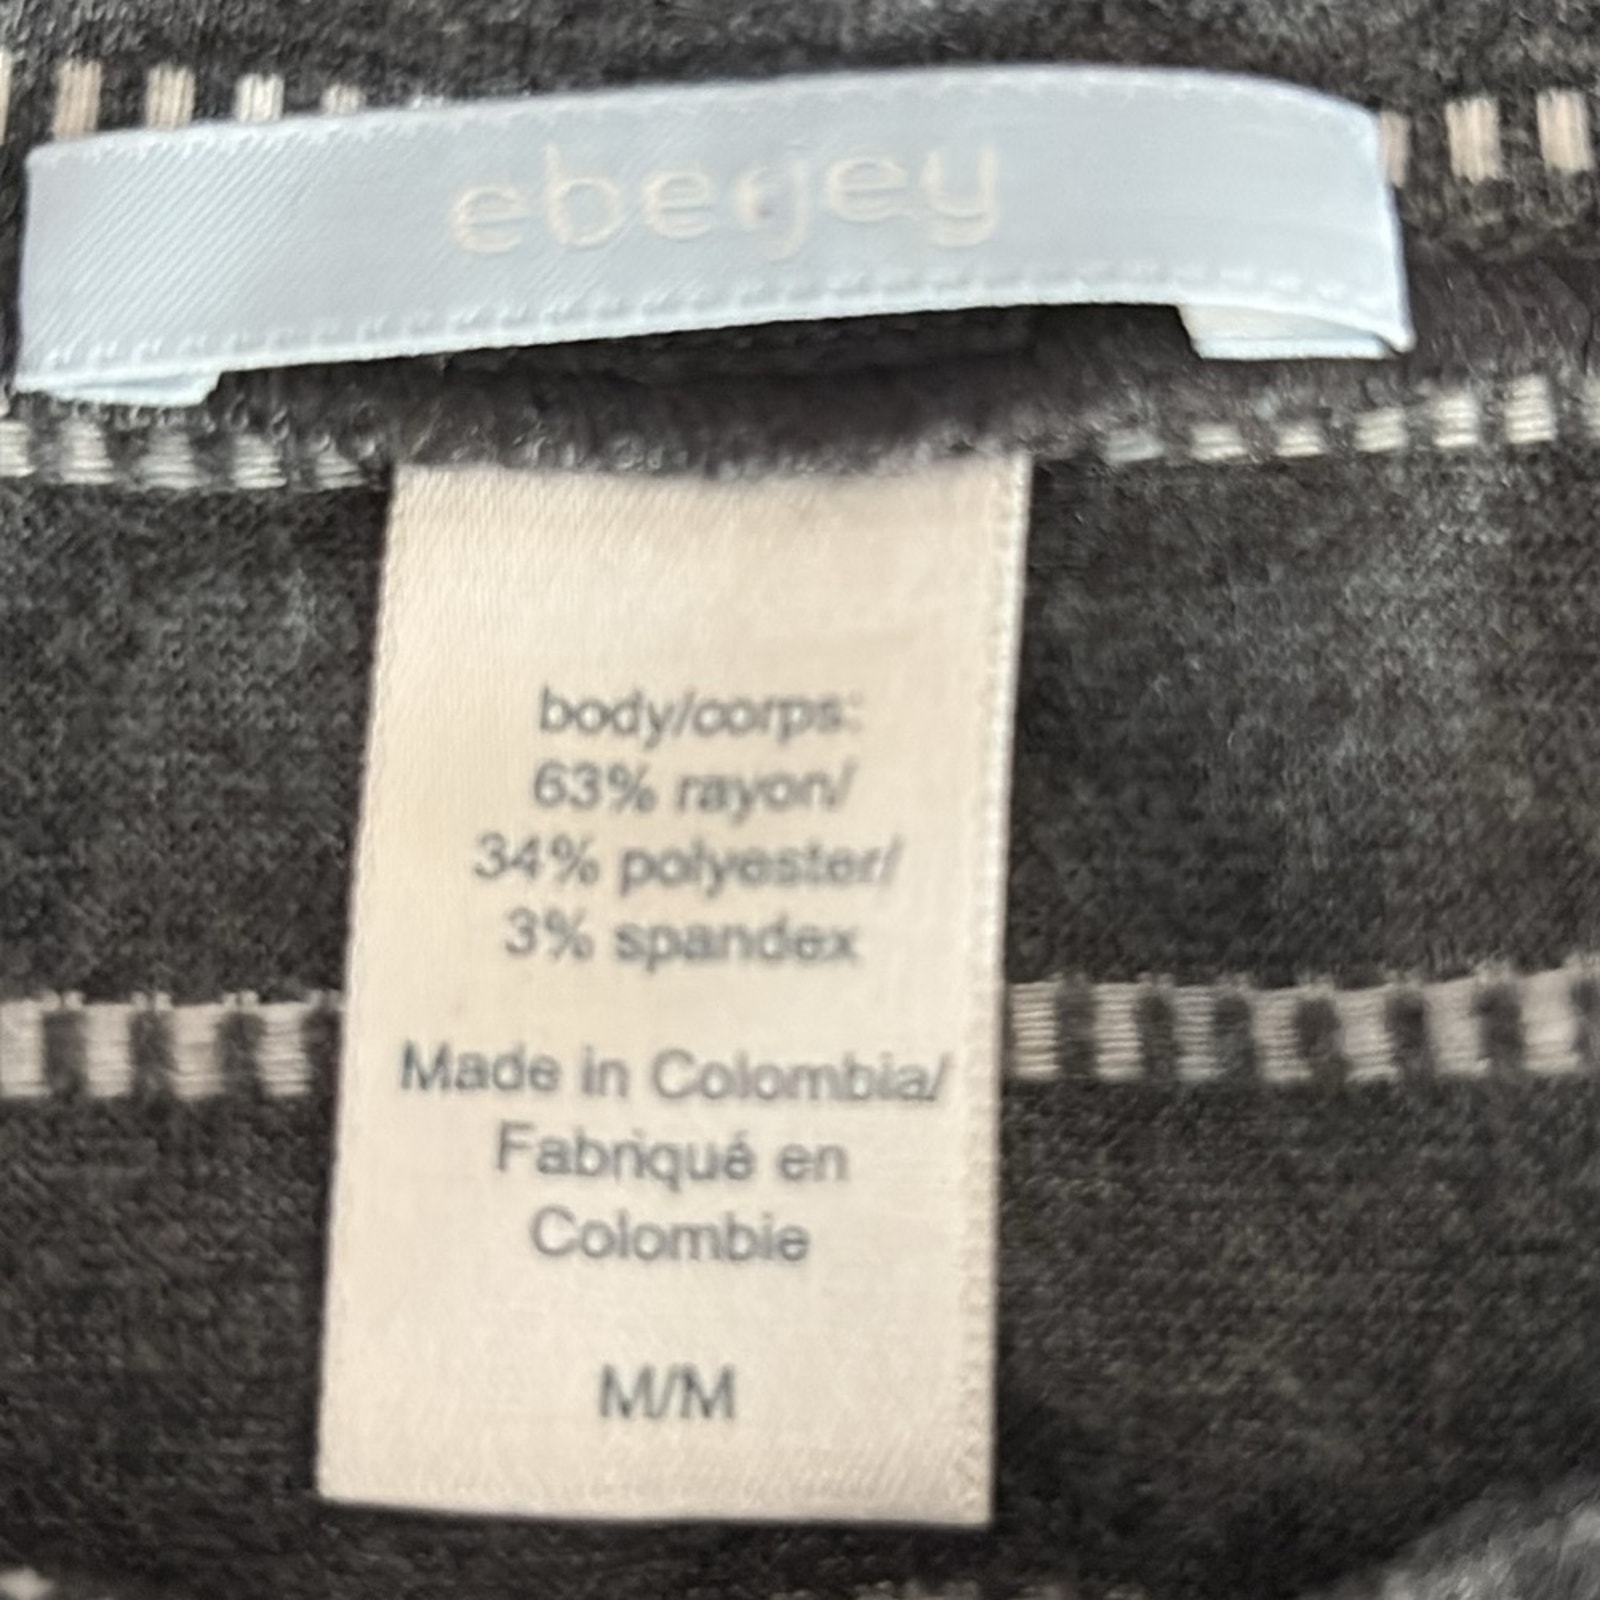 eberjey
body/corps:
63% rayon/
34% polyester/
3% spandex
Made in Colombia/
Fabriqué en
Colombie
M/M